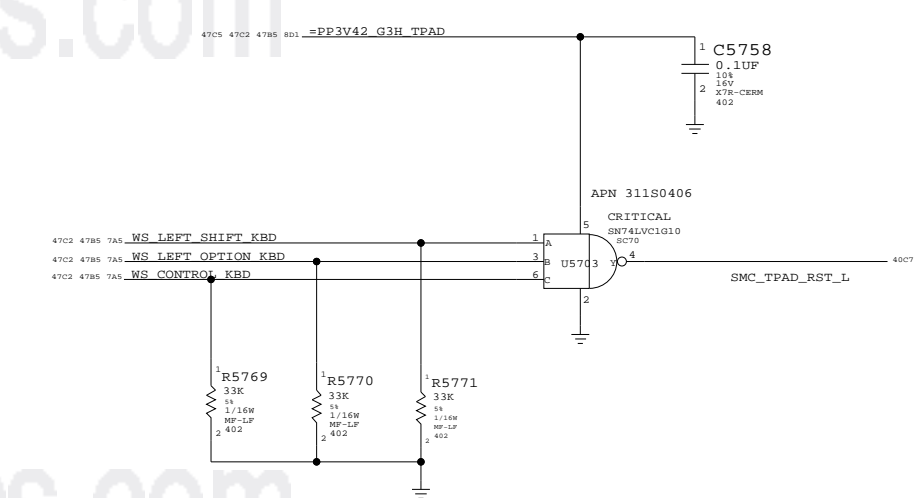 s.com
47C5 47C2 47B5 8D1 =PP3V42_G3H_TPAD
1 C5758
0.1UF
10%
16V
2 X7R-CERM
402
APN 311S0406
5 CRITICAL
SN74LVC1G10
SC70
47C2 47B5 7A5 WS_LEFT_SHIFT_KBD 1 A
47C2 47B5 7A5 WS_LEFT_OPTION_KBD 3 B U5703 Y 4 40C7
47C2 47B5 7A5 WS_CONTROL_KBD 6 C SMC_TPAD_RST_L
2
1 R5769
33K
5%
1/16W
MF-LF
2 402
1 R5770
33K
5%
1/16W
MF-LF
2 402
1 R5771
33K
5%
1/16W
MF-LF
2 402